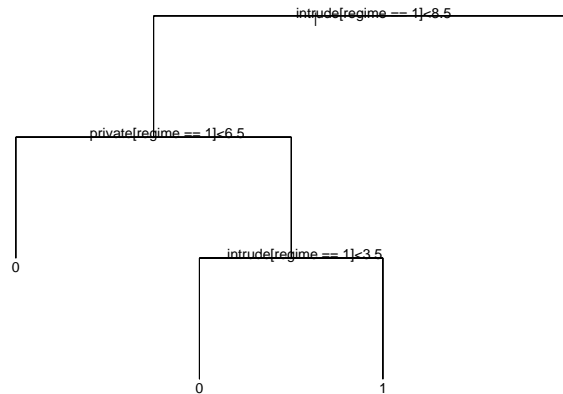 intrude[regime == 1]<8.5
private[regime == 1]<6.5
intrude[regime == 1]<3.5
0
0
1